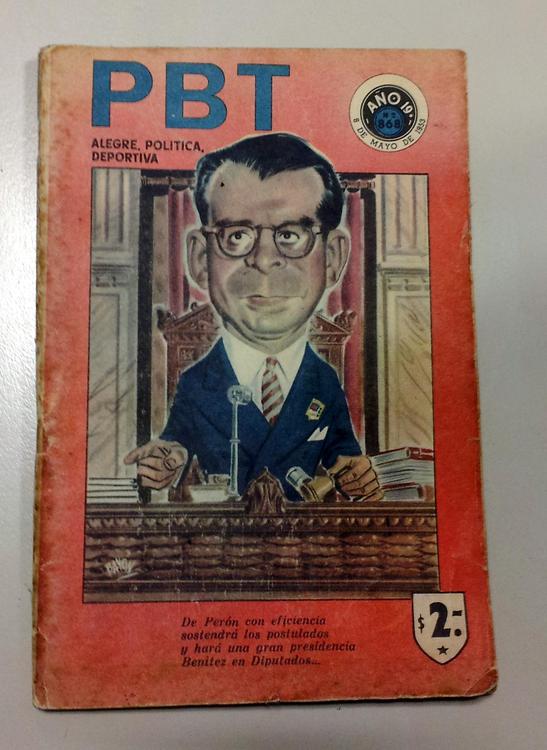 PBT
ALEGRE, POLITICA,
DEPORTIVA
AÑO 19º
Nº
868
8 DE MAYO DE 1953
De Perón con eficiencia
sostendrá los postulados
y hará una gran presidencia
Benítez en Diputados...
$ 2.-